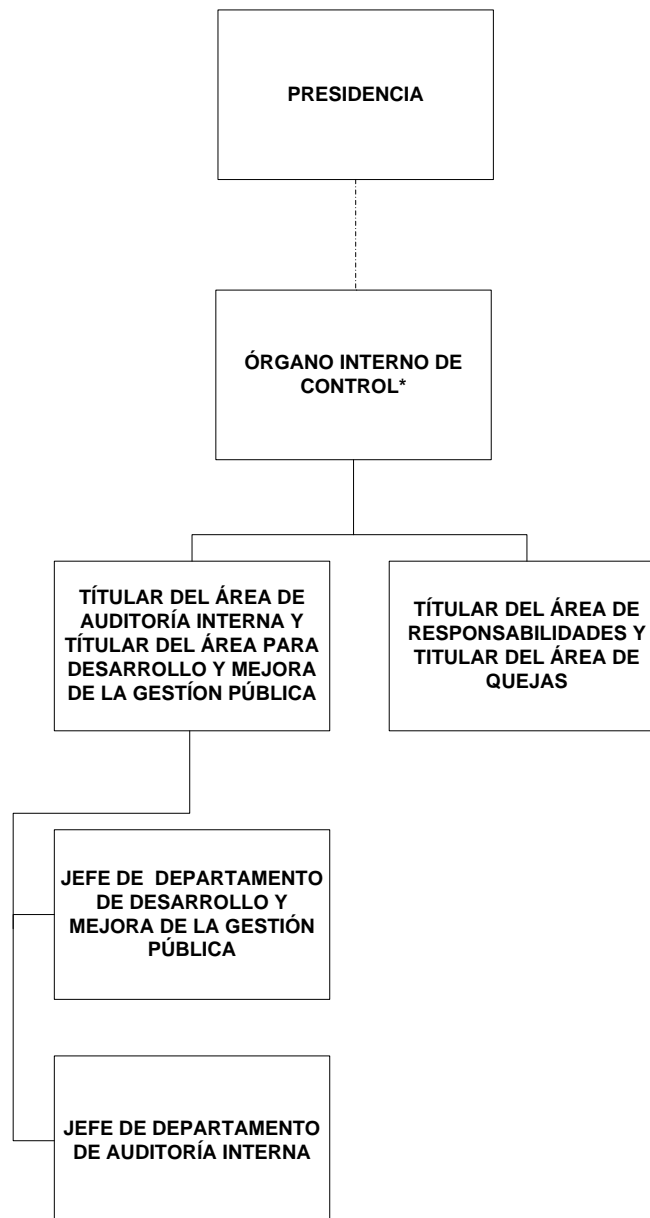 PRESIDENCIA
ÓRGANO INTERNO DE
CONTROL*
TÍTULAR DEL ÁREA DE
AUDITORÍA INTERNA Y
TÍTULAR DEL ÁREA PARA
DESARROLLO Y MEJORA
DE LA GESTÍON PÚBLICA
TÍTULAR DEL ÁREA DE
RESPONSABILIDADES Y
TITULAR DEL ÁREA DE
QUEJAS
JEFE DE DEPARTAMENTO
DE DESARROLLO Y
MEJORA DE LA GESTIÓN
PÚBLICA
JEFE DE DEPARTAMENTO
DE AUDITORÍA INTERNA